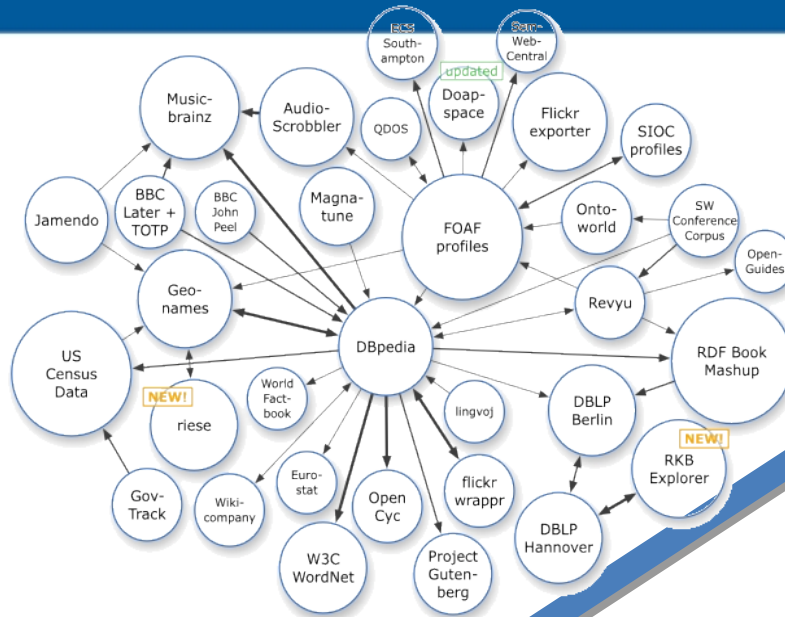 South-
ampton
Web-
Central
updated
Doap-
space
Music-
brainz
Audio-
Scrobbler
QDOS
Flickr
exporter
SIOC
profiles
Jamendo
BBC
Later +
TOTP
BBC
John
Peel
Magna-
tune
FOAF
profiles
Onto-
world
SW
Conference
Corpus
Open-
Guides
Geo-
names
Revyu
US
Census
Data
DBpedia
RDF Book
Mashup
NEW!
riese
World
Fact-
book
lingvoj
DBLP
Berlin
NEW!
RKB
Explorer
Gov-
Track
Wiki-
company
Euro-
stat
Open
Cyc
flickr
wrappr
DBLP
Hannover
W3C
WordNet
Project
Guten-
berg